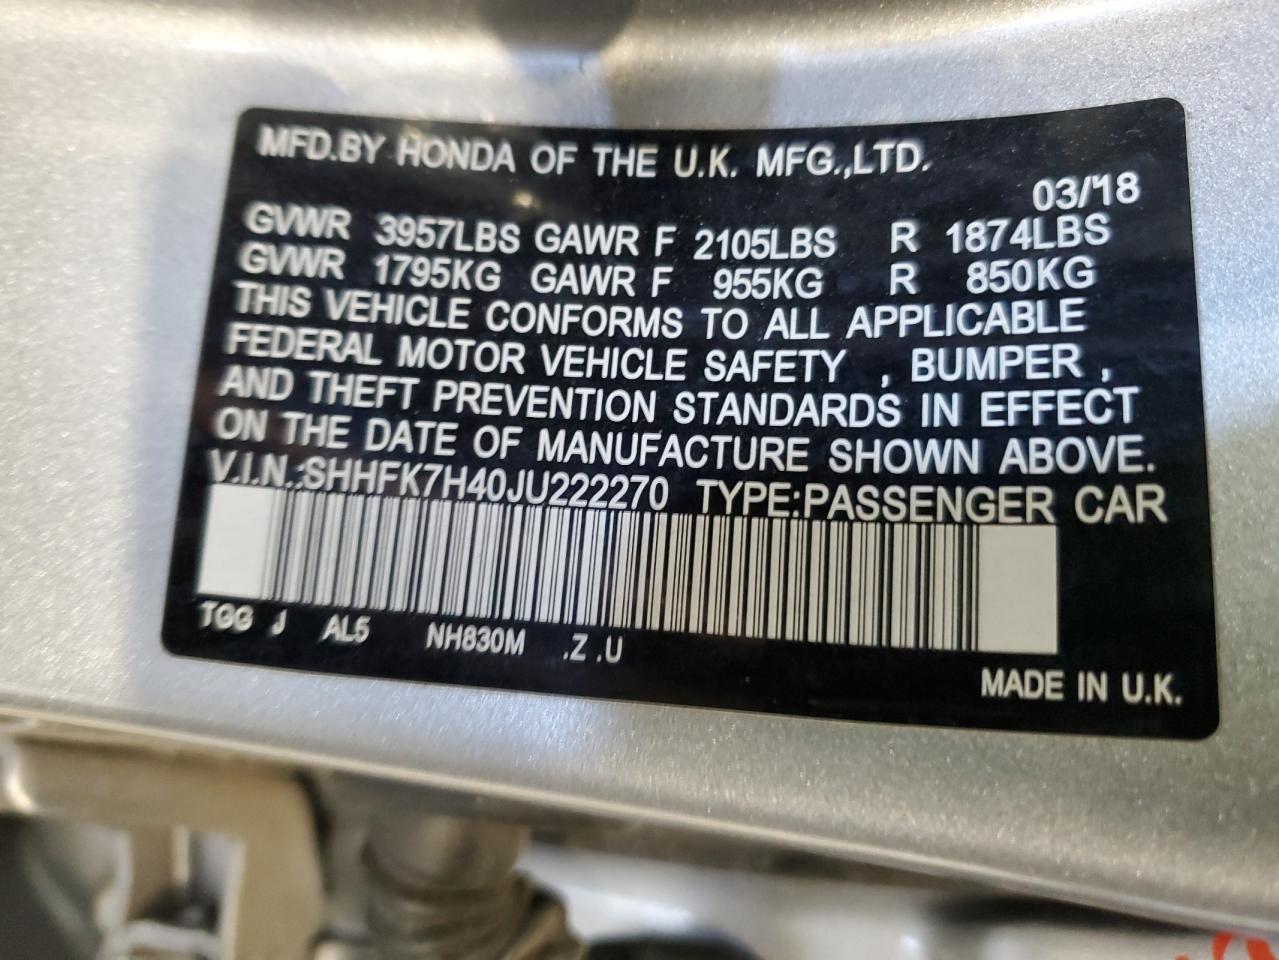 MFD.BY HONDA OF THE U.K. MFG.,LTD.
03/'18
GVWR 3957LBS GAWR F 2105LBS R 1874LBS
GVWR 1795KG GAWR F 955KG R 850KG
THIS VEHICLE CONFORMS TO ALL APPLICABLE
FEDERAL MOTOR VEHICLE SAFETY , BUMPER ,
AND THEFT PREVENTION STANDARDS IN EFFECT
ON THE DATE OF MANUFACTURE SHOWN ABOVE.
V.I.N.:SHHFK7H40JU222270 TYPE:PASSENGER CAR
TGG J AL5 NH830M .Z .U
MADE IN U.K.